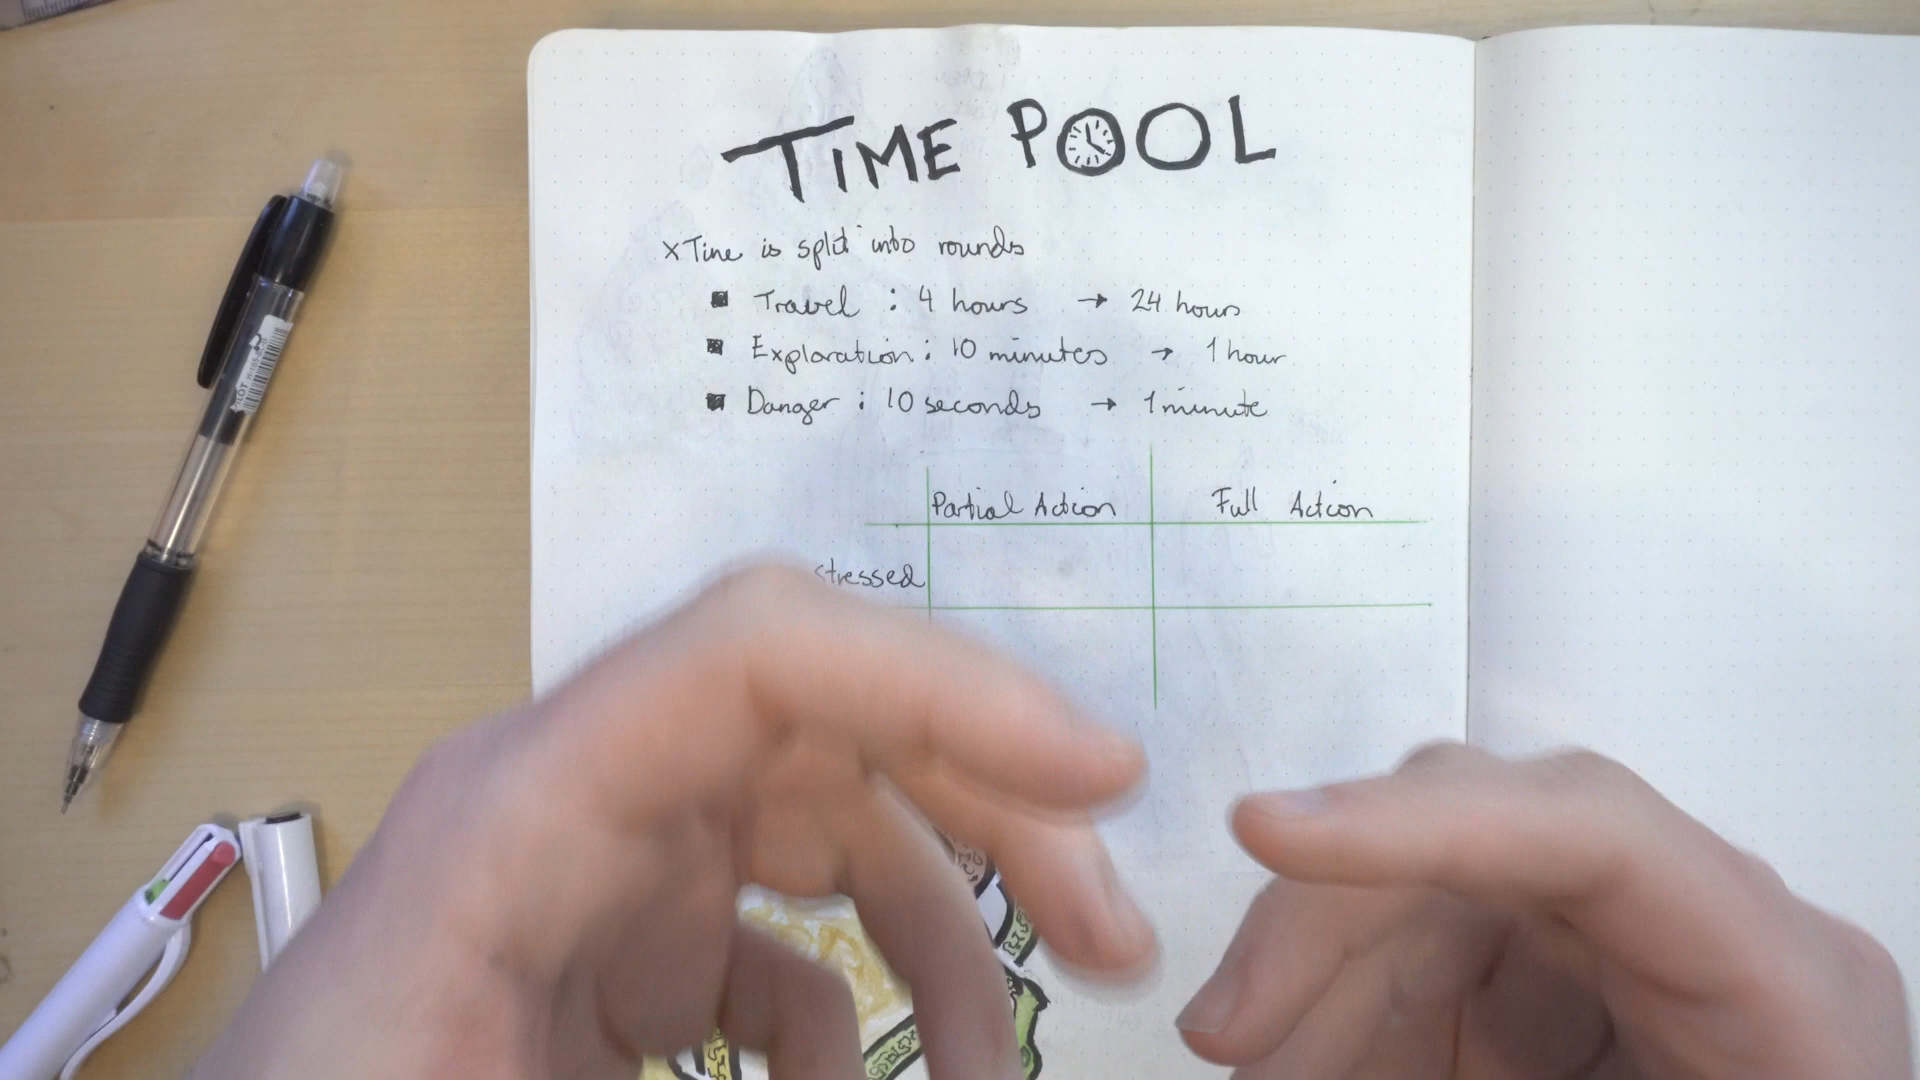 TIME POOL
x Time is split into rounds
Travel : 4 hours → 24 hours
Exploration : 10 minutes → 1 hour
Danger : 10 seconds → 1 minute
Partial Action Full Action
stressed